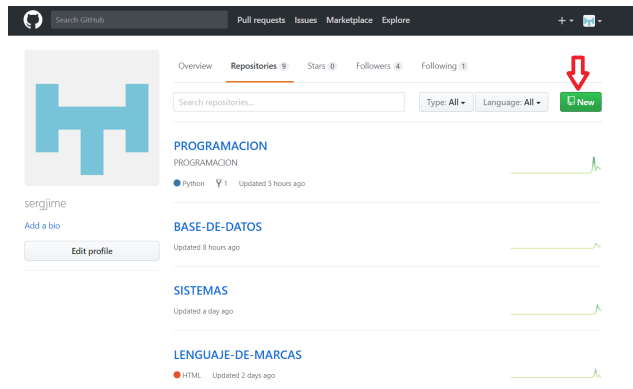 Search GitHub
Pull requests Issues Marketplace Explore
Overview Repositories 9 Stars 0 Followers 4 Following 1
Search repositories...
Type: All Language: All New
PROGRAMACION
PROGRAMACION
Python 1 Updated 5 hours ago
sergjime
Add a bio
Edit profile
BASE-DE-DATOS
Updated 8 hours ago
SISTEMAS
Updated a day ago
LENGUAJE-DE-MARCAS
HTML Updated 2 days ago